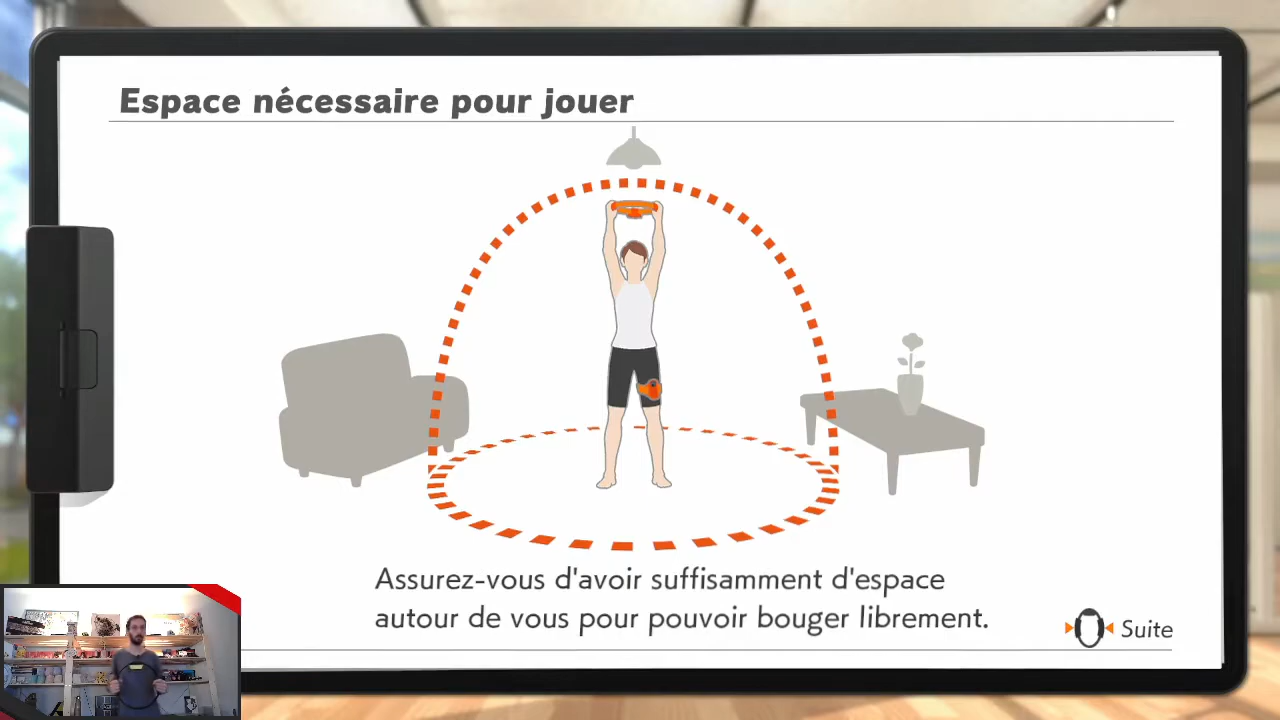 Espace nécessaire pour jouer
Assurez-vous d'avoir suffisamment d'espace
autour de vous pour pouvoir bouger librement.
Suite